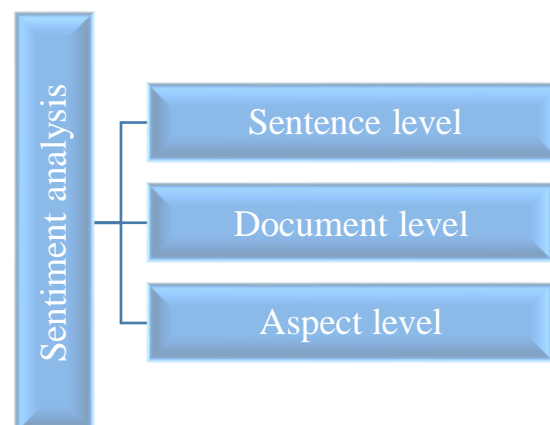 Sentiment analysis
Sentence level
Document level
Aspect level